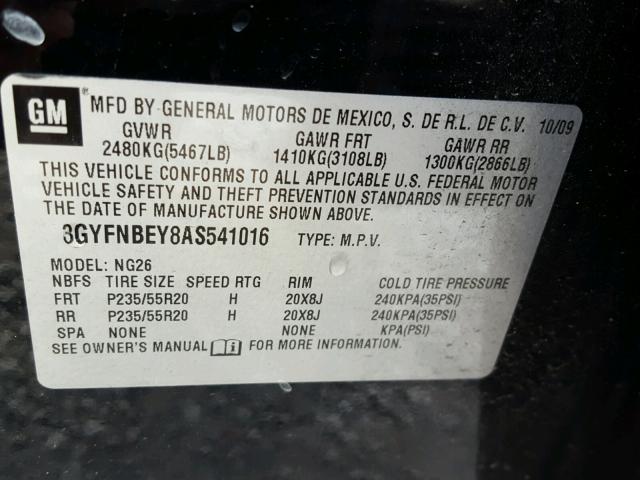 GM ® MFD BY GENERAL MOTORS DE MEXICO, S. DE R.L. DE C.V. 10/09
GVWR GAWR FRT GAWR RR
2480KG(5467LB) 1410KG(3108LB) 1300KG(2866LB)
THIS VEHICLE CONFORMS TO ALL APPLICABLE U.S. FEDERAL MOTOR
VEHICLE SAFETY AND THEFT PREVENTION STANDARDS IN EFFECT ON
THE DATE OF MANUFACTURE SHOWN ABOVE.
3GYFNBEY8AS541016 TYPE: M.P.V.
MODEL: NG26
NBFS TIRE SIZE SPEED RTG RIM COLD TIRE PRESSURE
FRT P235/55R20 H 20X8J 240KPA(35PSI)
RR P235/55R20 H 20X8J 240KPA(35PSI)
SPA NONE NONE KPA(PSI)
SEE OWNER'S MANUAL FOR MORE INFORMATION.